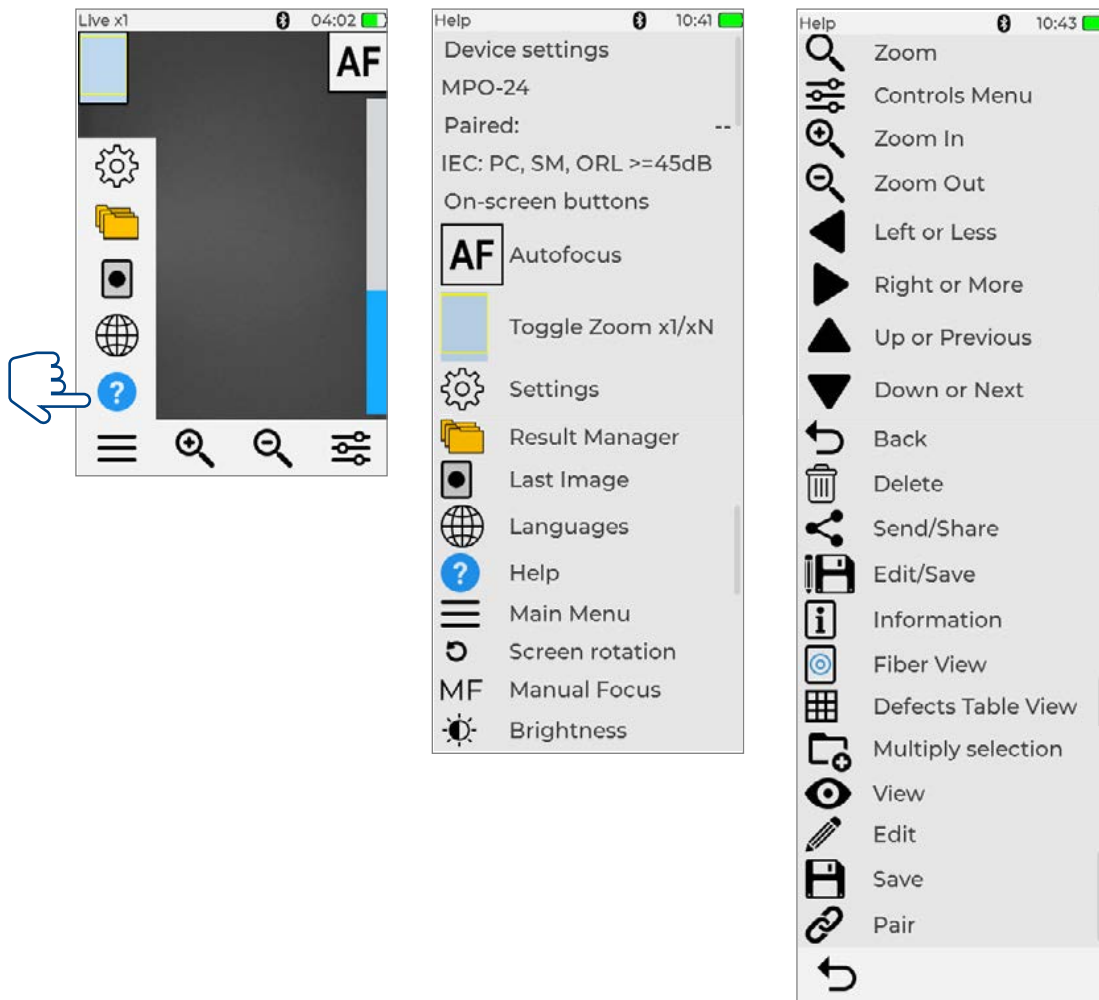 Live x1 04:02
AF
?
Help 10:41
Device settings
MPO-24
Paired: --
IEC: PC, SM, ORL >=45dB
On-screen buttons
AF Autofocus
Toggle Zoom x1/xN
Settings
Result Manager
Last Image
Languages
? Help
Main Menu
Screen rotation
MF Manual Focus
Brightness
Help 10:43
Zoom
Controls Menu
Zoom In
Zoom Out
Left or Less
Right or More
Up or Previous
Down or Next
Back
Delete
Send/Share
Edit/Save
i Information
Fiber View
Defects Table View
Multiply selection
View
Edit
Save
Pair